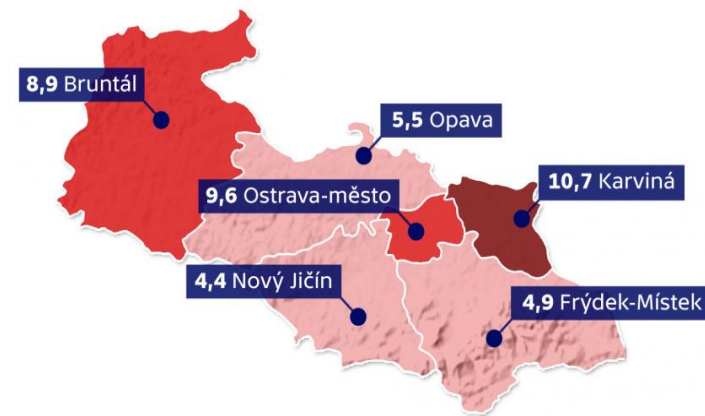 8,9 Bruntál
5,5 Opava
10,7 Karviná
9,6 Ostrava-město
4,4 Nový Jičín
4,9 Frýdek-Místek